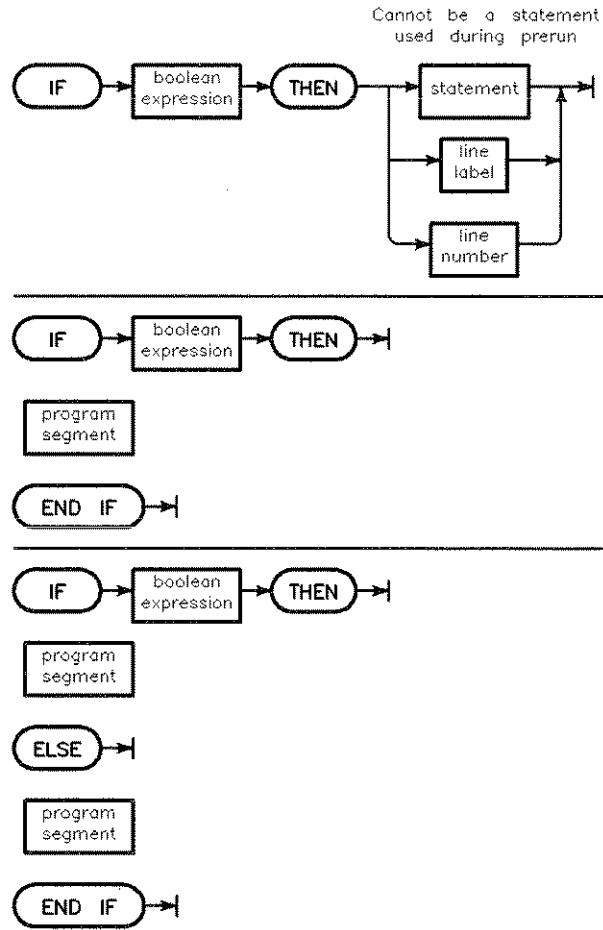 Cannot be a statement
used during prerun
IF
boolean
expression
THEN
statement
line
label
line
number
IF
boolean
expression
THEN
program
segment
END IF
IF
boolean
expression
THEN
program
segment
ELSE
program
segment
END IF